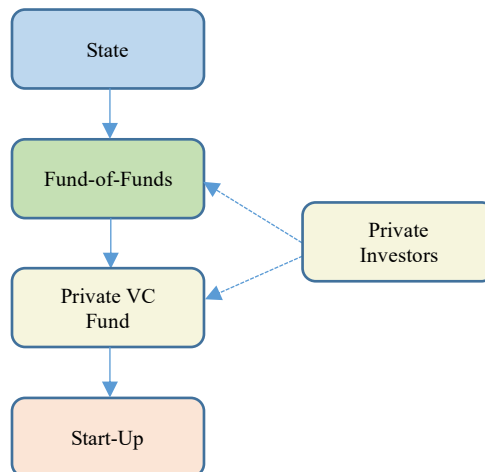 State
Fund-of-Funds
Private
Investors
Private VC
Fund
Start-Up